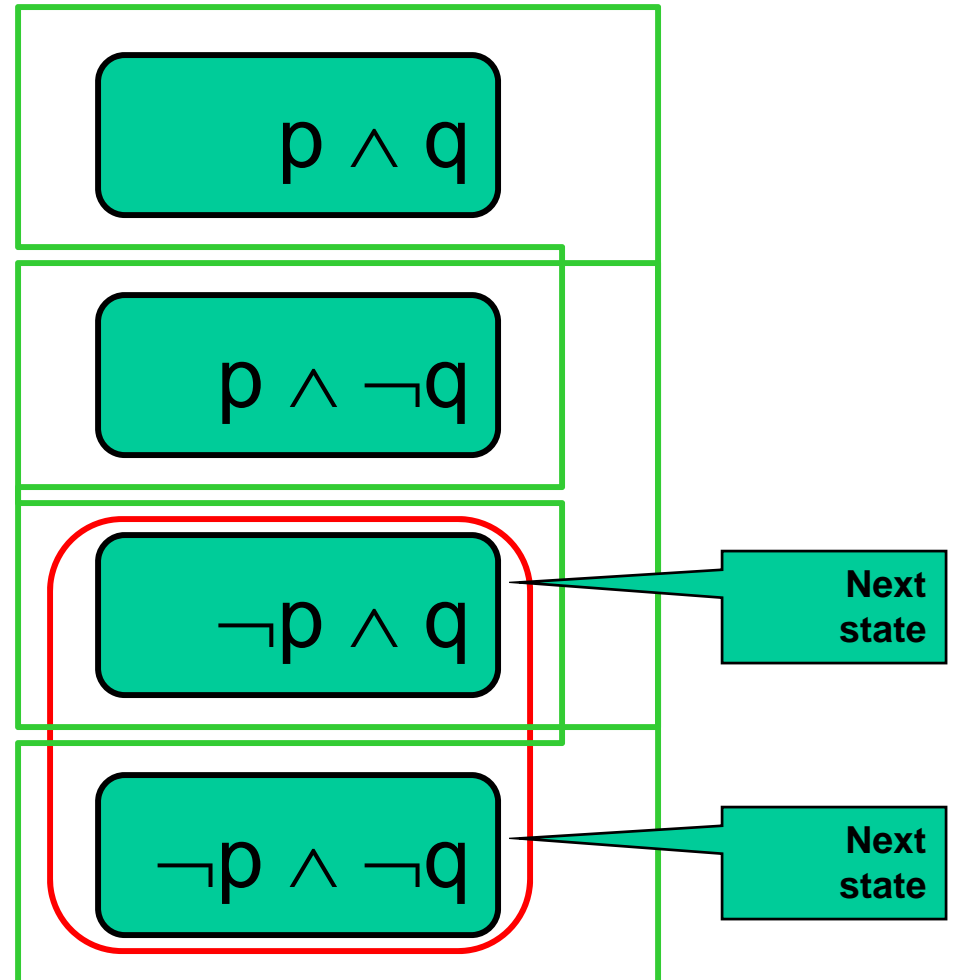 p ∧ q
p ∧ ¬q
¬p ∧ q
Next
state
¬p ∧ ¬q
Next
state